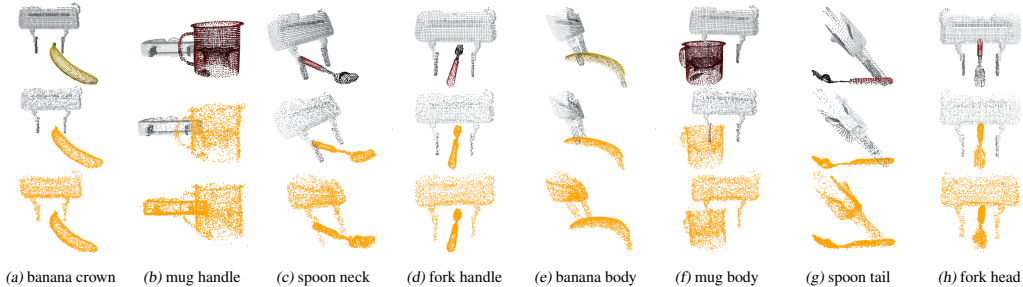 (a) banana crown (b) mug handle (c) spoon neck (d) fork handle (e) banana body (f) mug body (g) spoon tail (h) fork head